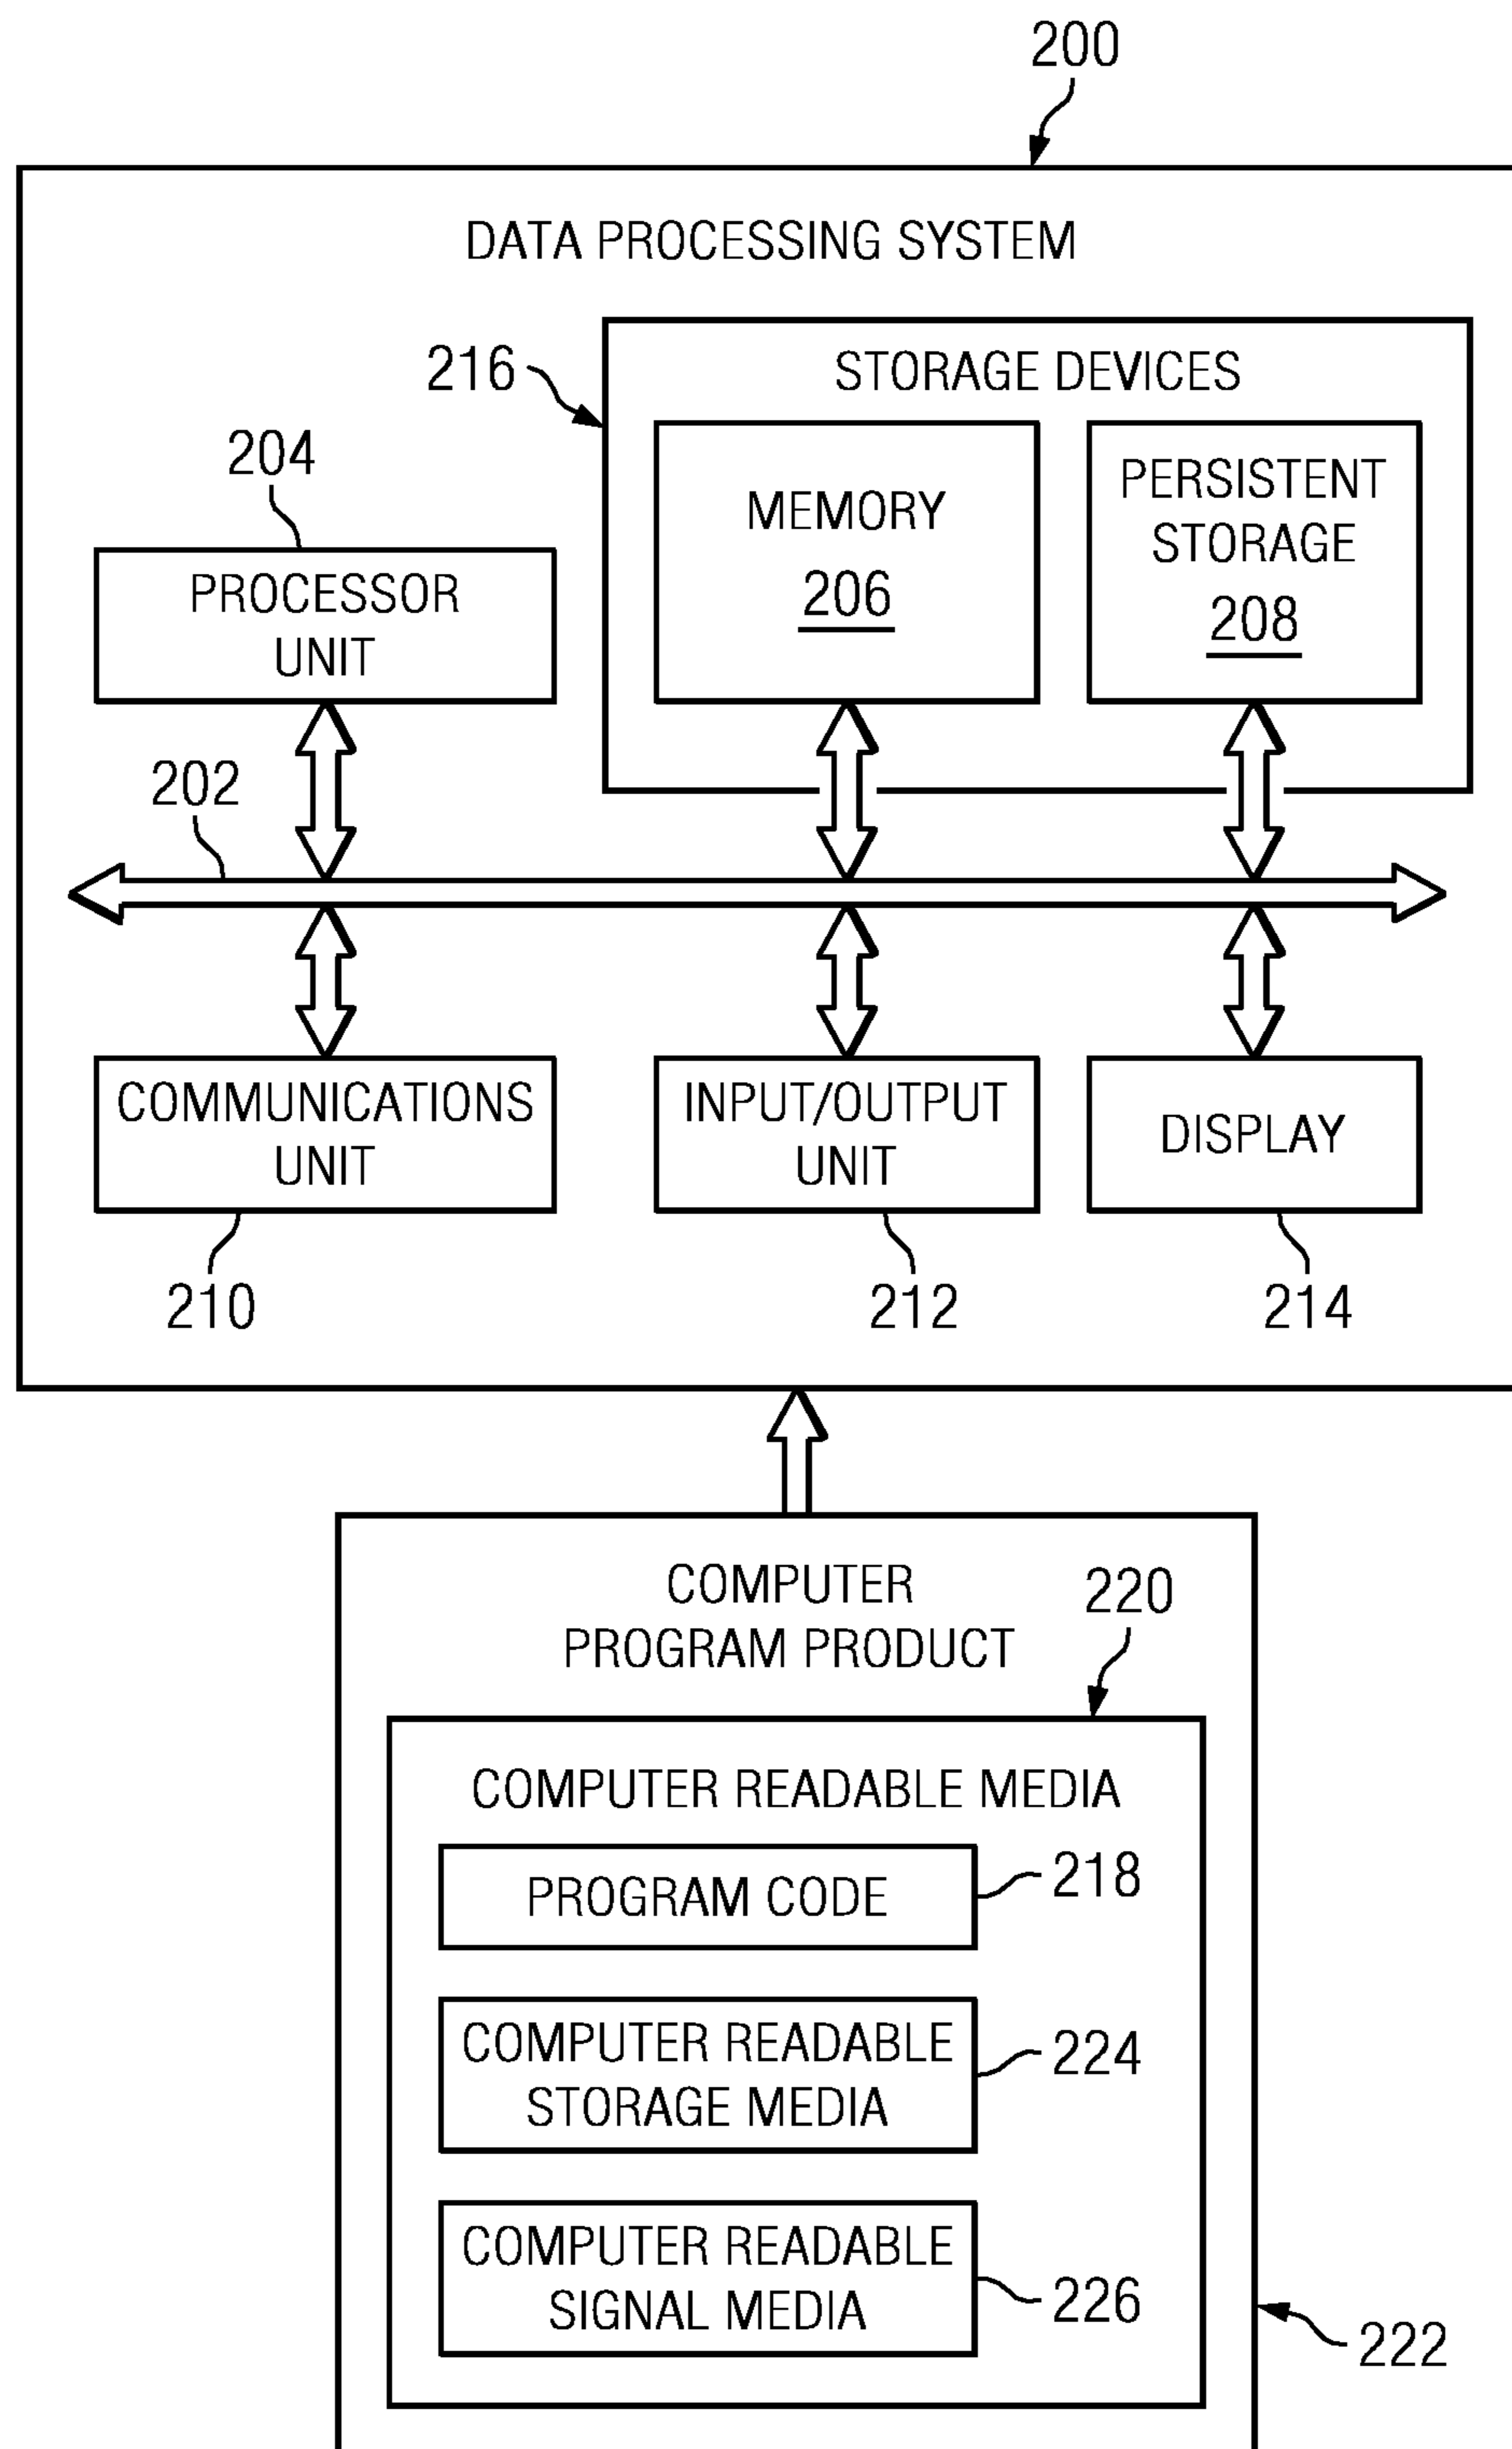 200
DATA PROCESSING SYSTEM
216
STORAGE DEVICES
204
MEMORY
206
PERSISTENT
STORAGE
208
PROCESSOR
UNIT
202
COMMUNICATIONS
UNIT
INPUT/OUTPUT
UNIT
DISPLAY
210
212
214
COMPUTER
PROGRAM PRODUCT
220
COMPUTER READABLE MEDIA
PROGRAM CODE
218
COMPUTER READABLE
STORAGE MEDIA
224
COMPUTER READABLE
SIGNAL MEDIA
226
222